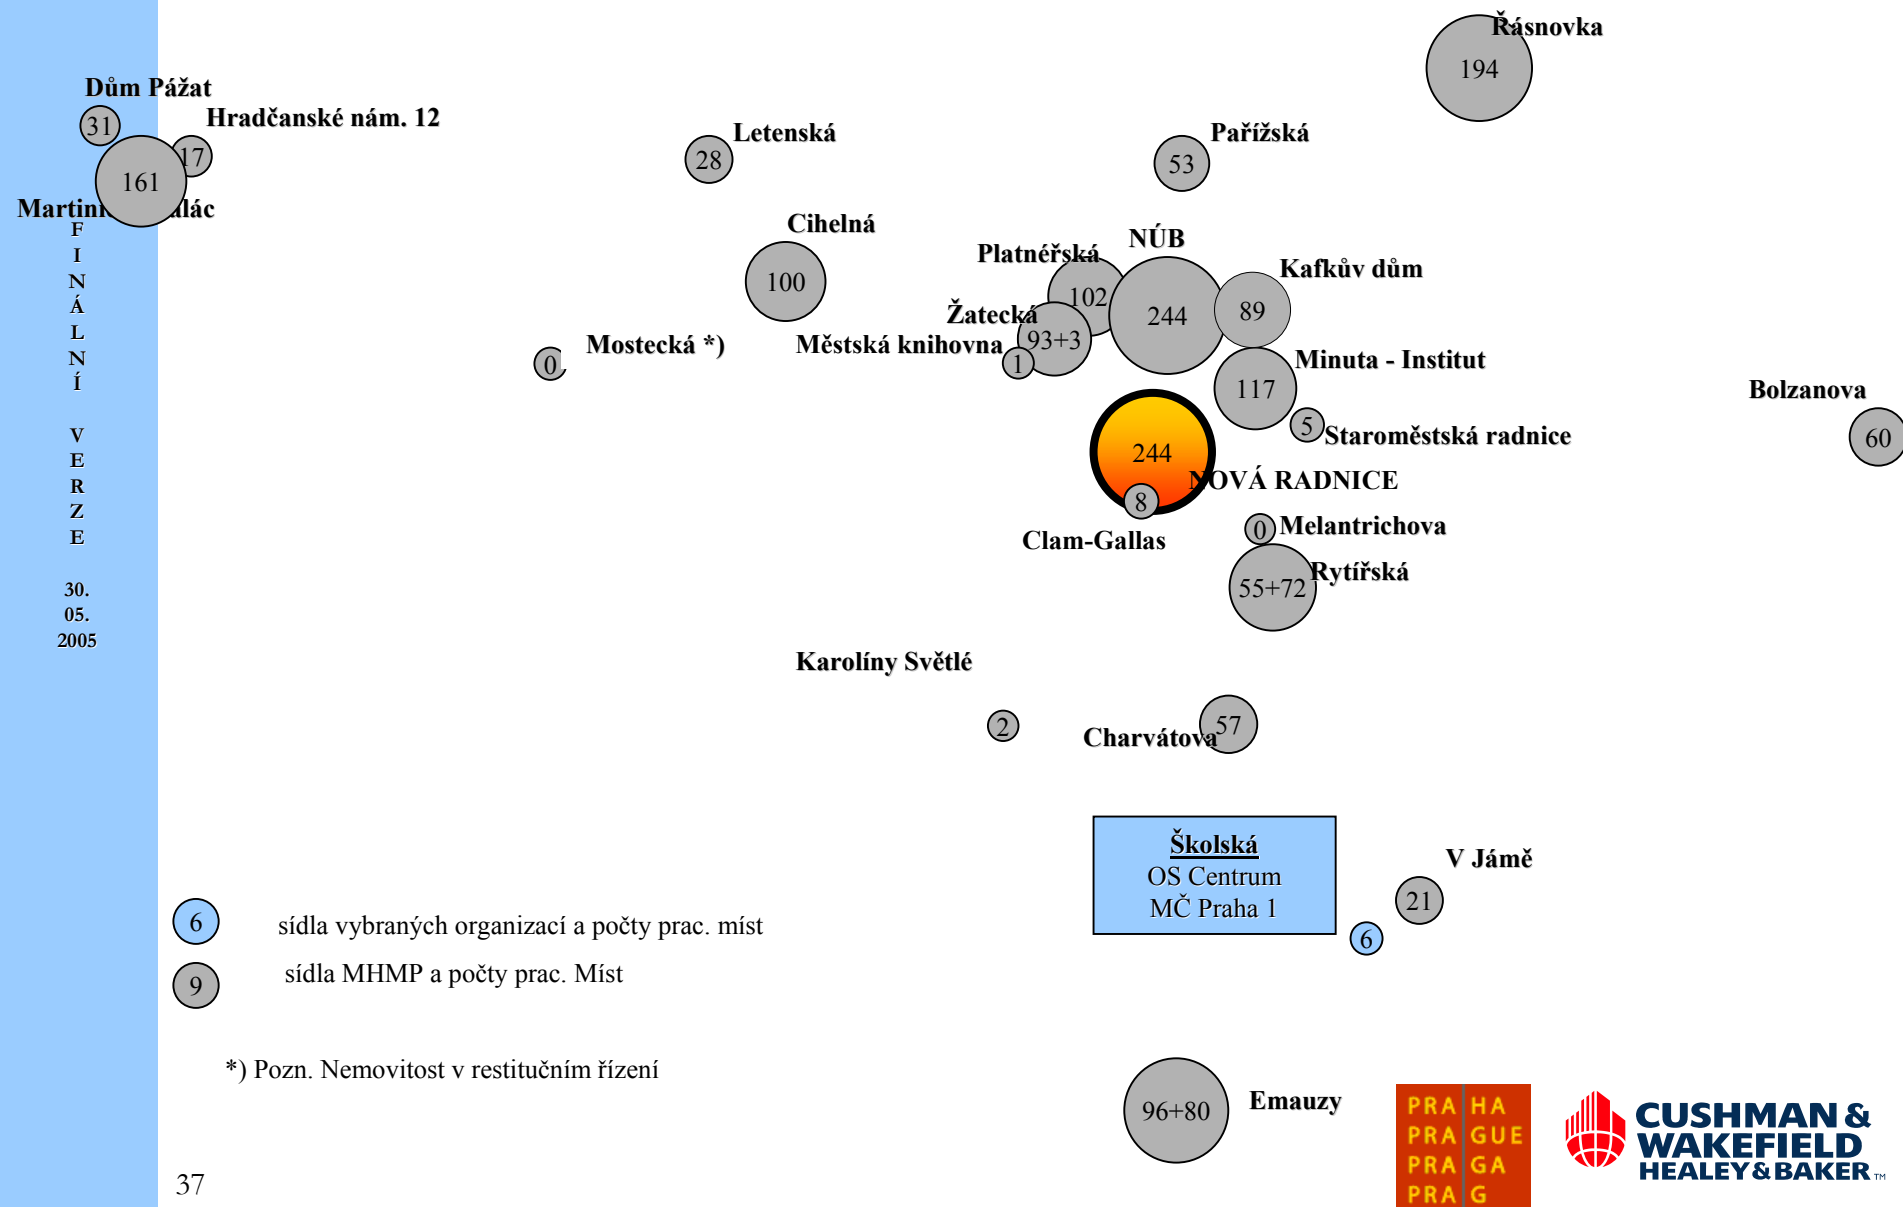 Řásnovka
194
Dům Pážat
31
Hradčanské nám. 12
17
161
Letenská
28
Pařížská
53
Cihelná
100
NÚB
244
Platnéřská
102
Kafkův dům
89
Žatecká
93+3
Mostecká *)
0
Městská knihovna
1
Minuta - Institut
117
Bolzanova
60
5
Staroměstská radnice
244
NOVÁ RADNICE
8
Clam-Gallas
0
Melantrichova
Rytířská
55+72
Karolíny Světlé
2
Charvátova
57
Školská
OS Centrum
MČ Praha 1
6
V Jámě
21
6
sídla vybraných organizací a počty prac. míst
9
sídla MHMP a počty prac. Míst
*) Pozn. Nemovitost v restitučním řízení
96+80
Emauzy
F
I
N
Á
L
N
Í
V
E
R
Z
E
30.
05.
2005
37
PRA HA
PRA GUE
PRA GA
PRA G
CUSHMAN &
WAKEFIELD
HEALEY & BAKER™